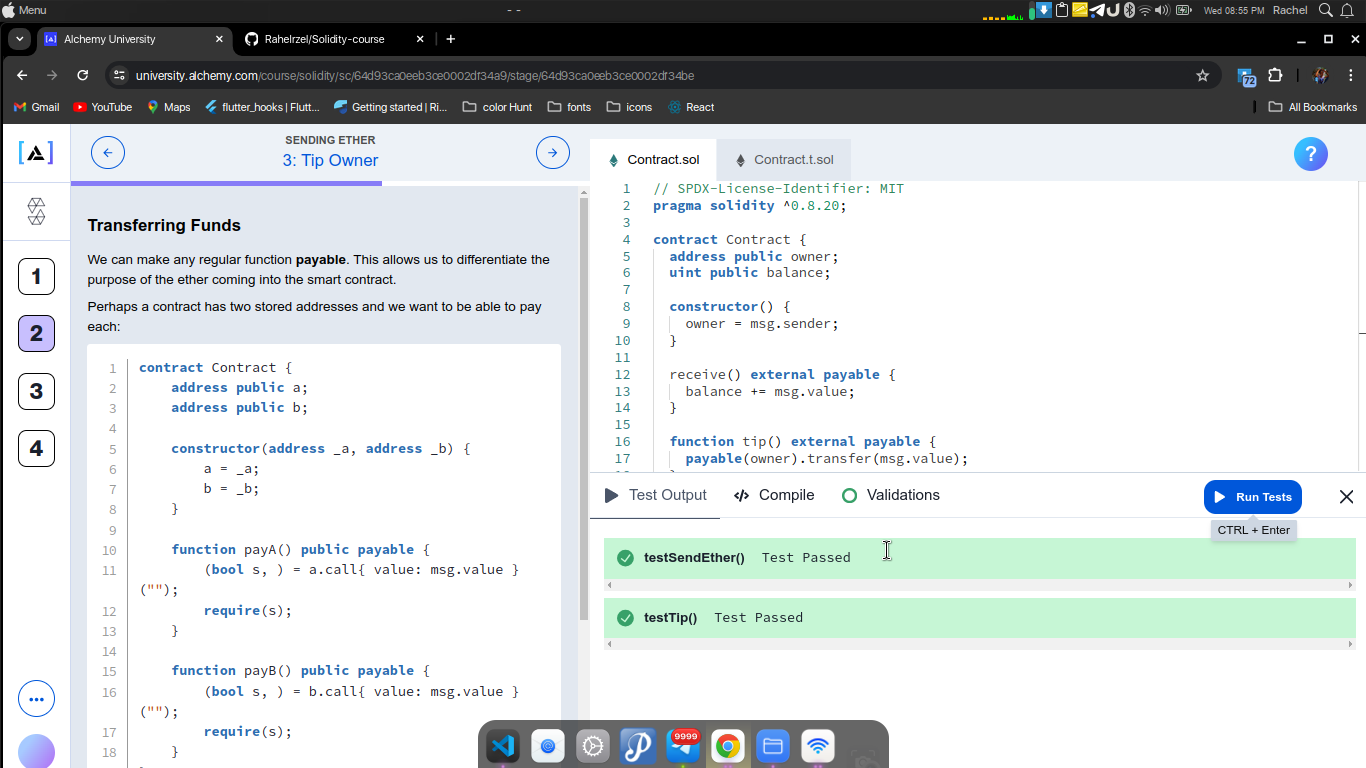 Menu
- -
Wed 08:55 PM
Rachel
Alchemy University
Rahelrzel/Solidity-course
university.alchemy.com/course/solidity/sc/64d93ca0eeb3ce0002df34a9/stage/64d93ca0eeb3ce0002df34be
72
Gmail
YouTube
Maps
flutter_hooks | Flutt...
Getting started | Ri...
color Hunt
fonts
icons
React
All Bookmarks
SENDING ETHER
3: Tip Owner
1
2
3
4
Transferring Funds
We can make any regular function payable. This allows us to differentiate the
purpose of the ether coming into the smart contract.
Perhaps a contract has two stored addresses and we want to be able to pay
each:
1 contract Contract {
2 address public a;
3 address public b;
4
5 constructor(address _a, address _b) {
6 a = _a;
7 b = _b;
8 }
9
10 function payA() public payable {
11 (bool s, ) = a.call{ value: msg.value }
("");
12 require(s);
13 }
14
15 function payB() public payable {
16 (bool s, ) = b.call{ value: msg.value }
("");
17 require(s);
18 }
Contract.sol
Contract.t.sol
?
1 // SPDX-License-Identifier: MIT
2 pragma solidity ^0.8.20;
3
4 contract Contract {
5 address public owner;
6 uint public balance;
7
8 constructor() {
9 owner = msg.sender;
10 }
11
12 receive() external payable {
13 balance += msg.value;
14 }
15
16 function tip() external payable {
17 payable(owner).transfer(msg.value);
Test Output
Compile
Validations
Run Tests
CTRL + Enter
testSendEther() Test Passed
testTip() Test Passed
9999